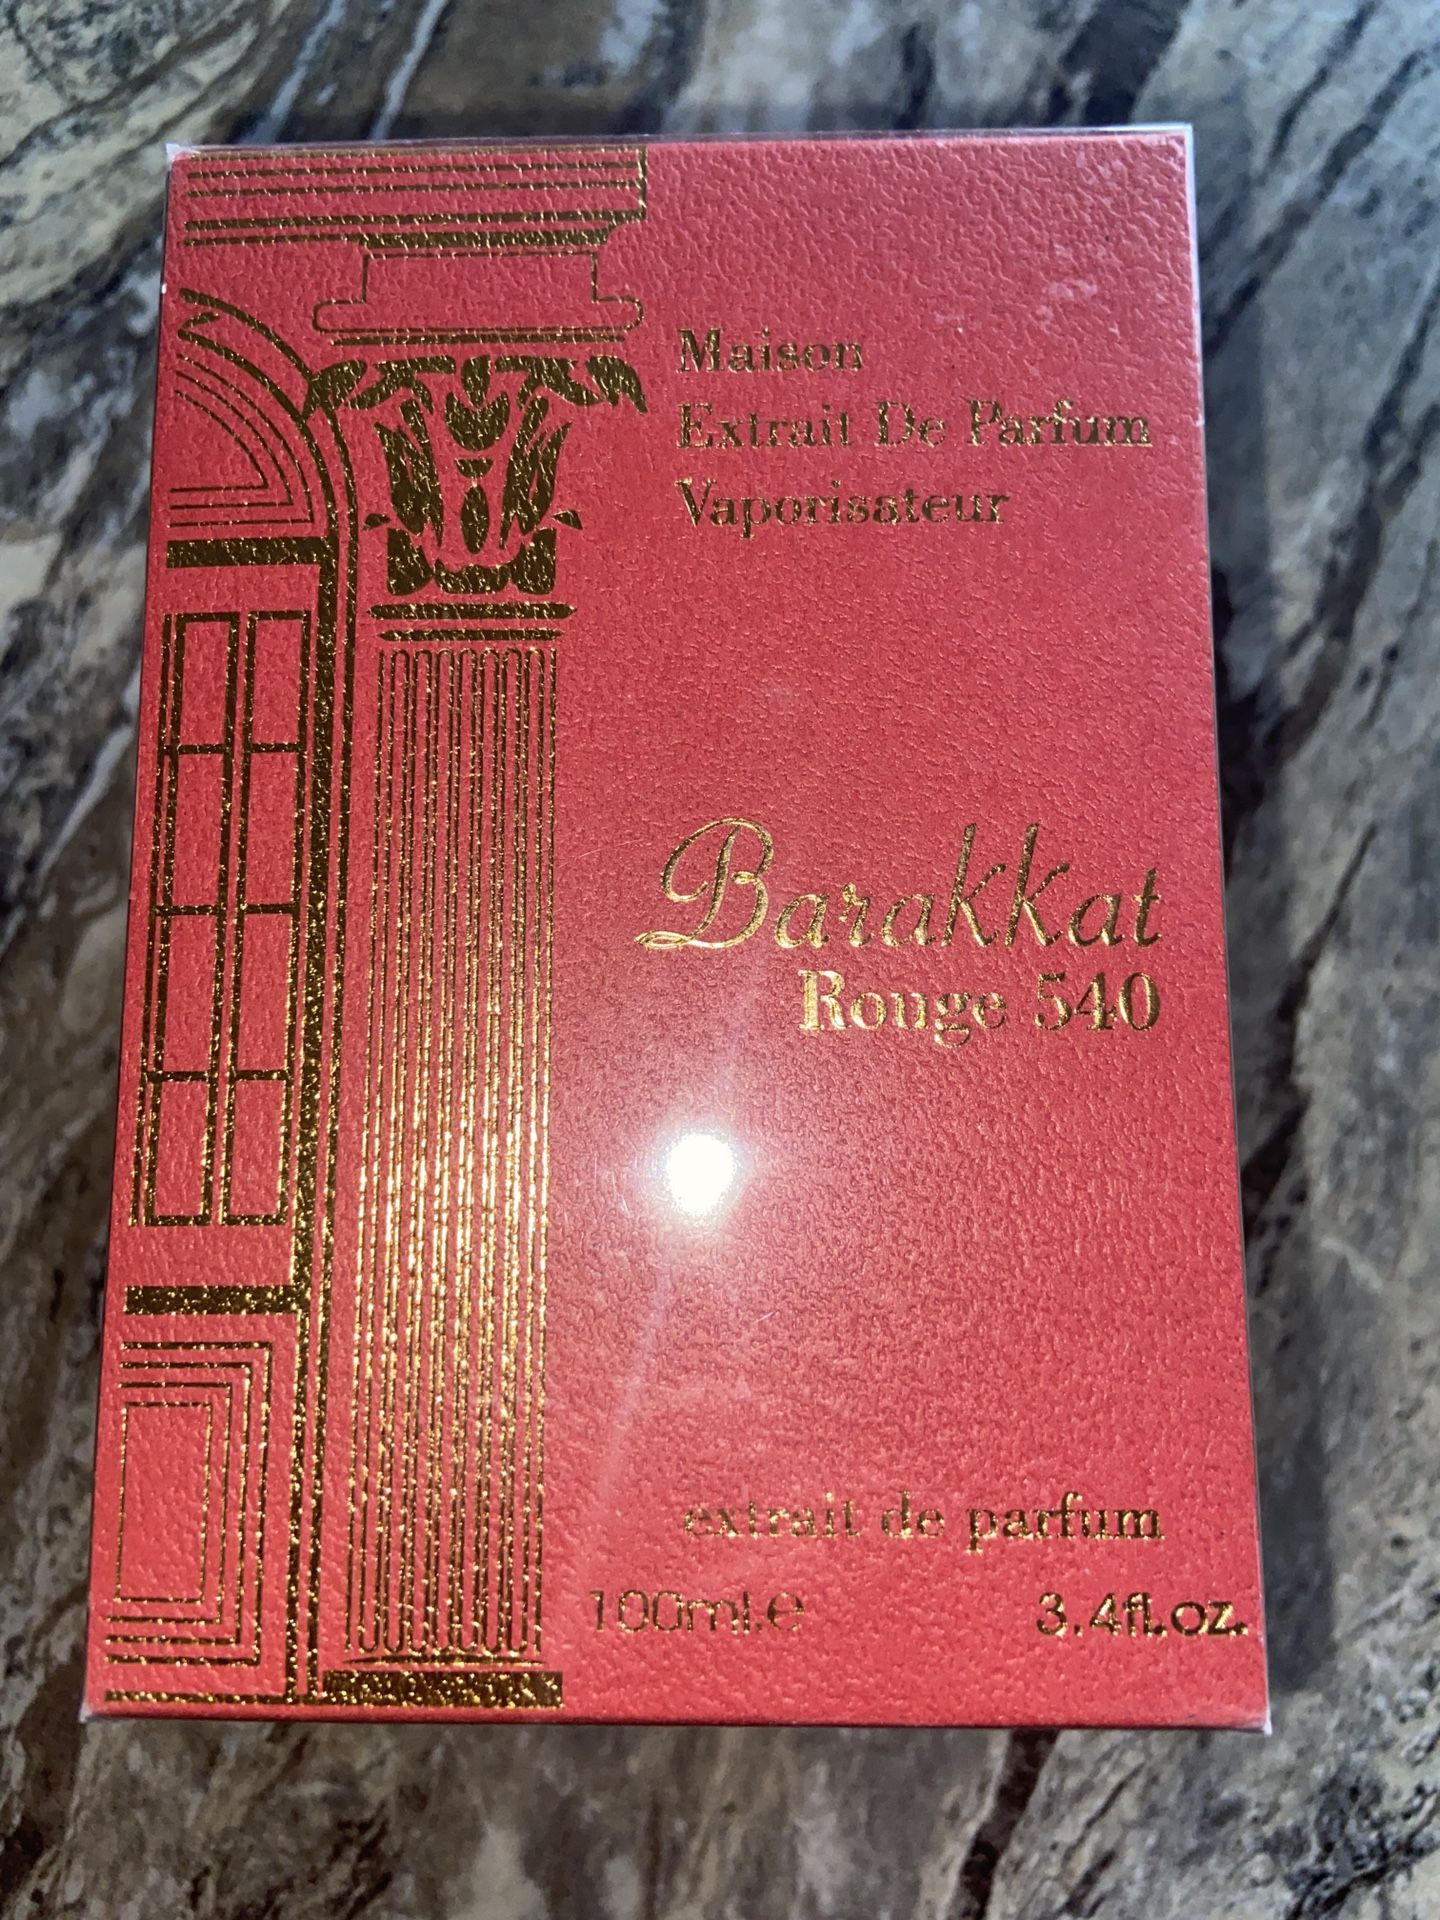 Maison
Extrait De Parfum
Vaporisateur
Barakkat
Rouge 540
extrait de parfum
100ml.e 3.4fl.oz.